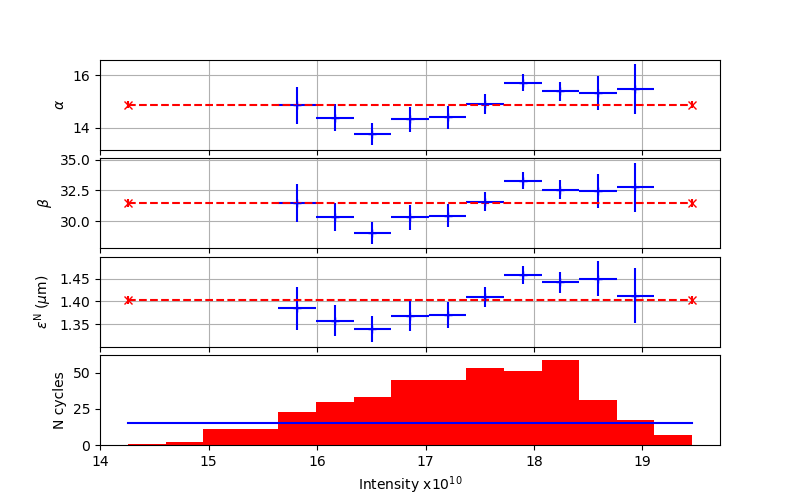 16
14
α
35.0
32.5
30.0
β
1.45
1.40
1.35
ε^N (μm)
50
25
0
N cycles
14 15 16 17 18 19
Intensity x10^10